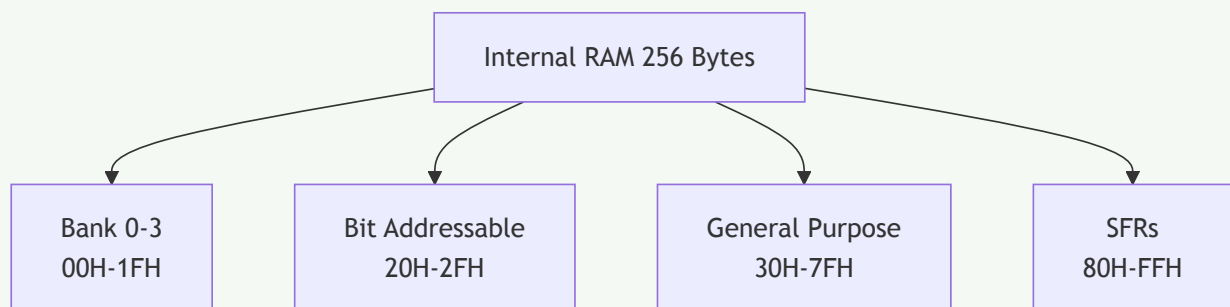 Internal RAM 256 Bytes
Bank 0-3
00H-1FH
Bit Addressable
20H-2FH
General Purpose
30H-7FH
SFRs
80H-FFH